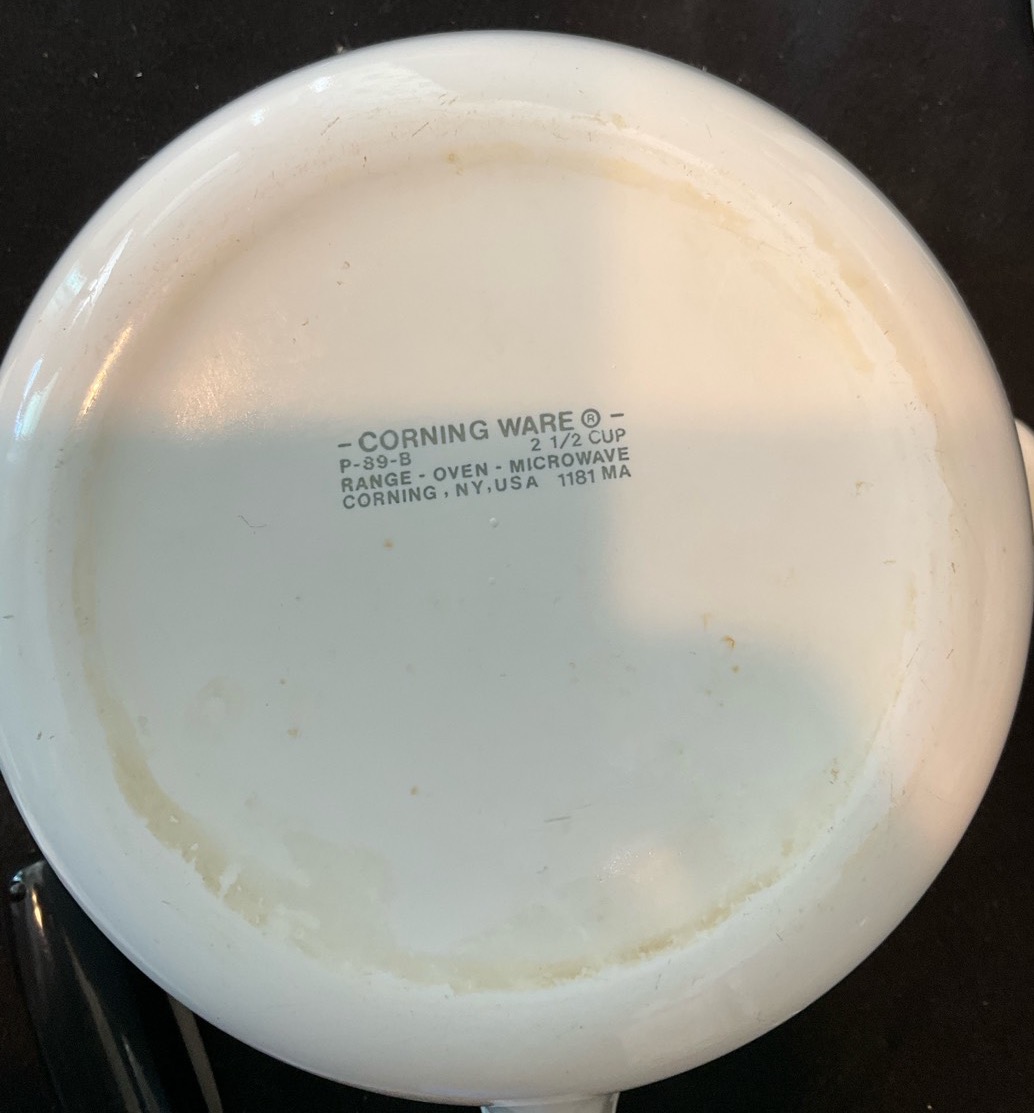 - CORNING WARE ® -
P-89-B 2 1/2 CUP
RANGE - OVEN - MICROWAVE
CORNING, NY, USA 1181 MA